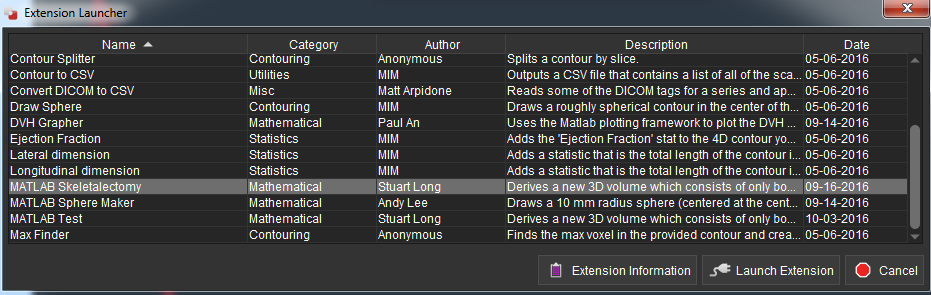 Extension Launcher
Name Category Author Description Date
Contour Splitter Contouring Anonymous Splits a contour by slice. 05-06-2016
Contour to CSV Utilities MIM Outputs a CSV file that contains a list of all of the sca... 05-06-2016
Convert DICOM to CSV Misc Matt Arpidone Reads some of the DICOM tags for a series and ap... 05-06-2016
Draw Sphere Contouring MIM Draws a roughly spherical contour in the center of th... 05-06-2016
DVH Grapher Mathematical Paul An Uses the Matlab plotting framework to plot the DVH ... 09-14-2016
Ejection Fraction Statistics MIM Adds the 'Ejection Fraction' stat to the 4D contour yo... 05-06-2016
Lateral dimension Statistics MIM Adds a statistic that is the total length of the contour i... 05-06-2016
Longitudinal dimension Statistics MIM Adds a statistic that is the total length of the contour i... 05-06-2016
MATLAB Skeletalectomy Mathematical Stuart Long Derives a new 3D volume which consists of only bo... 09-16-2016
MATLAB Sphere Maker Mathematical Andy Lee Draws a 10 mm radius sphere (centered at the cent... 09-14-2016
MATLAB Test Mathematical Stuart Long Derives a new 3D volume which consists of only bo... 10-03-2016
Max Finder Contouring Anonymous Finds the max voxel in the provided contour and crea... 05-06-2016
Extension Information Launch Extension Cancel